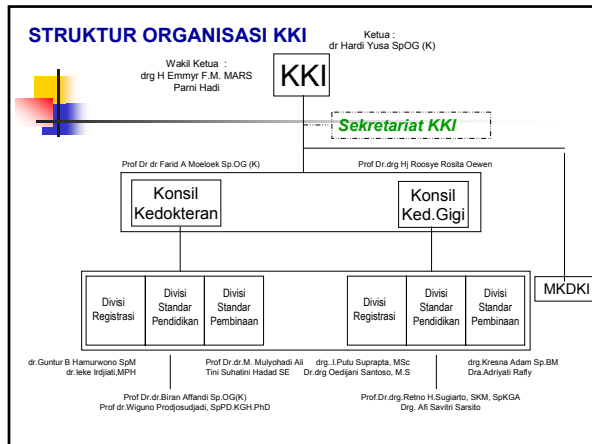 STRUKTUR ORGANISASI KKI
Ketua :
dr Hardi Yusa SpOG (K)
Wakil Ketua :
drg H Emmyr F.M. MARS
Parni Hadi
KKI
Sekretariat KKI
Prof Dr dr Farid A Moeloek Sp.OG (K)
Prof Dr.drg Hj Roosye Rosita Oewen
Konsil
Kedokteran
Konsil
Ked.Gigi
Divisi
Registrasi
Divisi
Standar
Pendidikan
Divisi
Standar
Pembinaan
Divisi
Registrasi
Divisi
Standar
Pendidikan
Divisi
Standar
Pembinaan
MKDKI
dr.Guntur B Hamurwono SpM
dr.Ieke Irdjiati,MPH
Prof Dr.dr.M. Mulyohadi Ali
Tini Suhatini Hadad SE
drg..I.Putu Suprapta, MSc
Dr.drg Oedijani Santoso, M.S
drg.Kresna Adam Sp.BM
Dra.Adriyati Rafly
Prof Dr.dr.Biran Affandi Sp.OG(K)
Prof dr.Wiguno Prodjosudjadi, SpPD.KGH.PhD
Prof.Dr.drg.Retno H.Sugiarto, SKM, SpKGA
Drg. Afi Savitri Sarsito